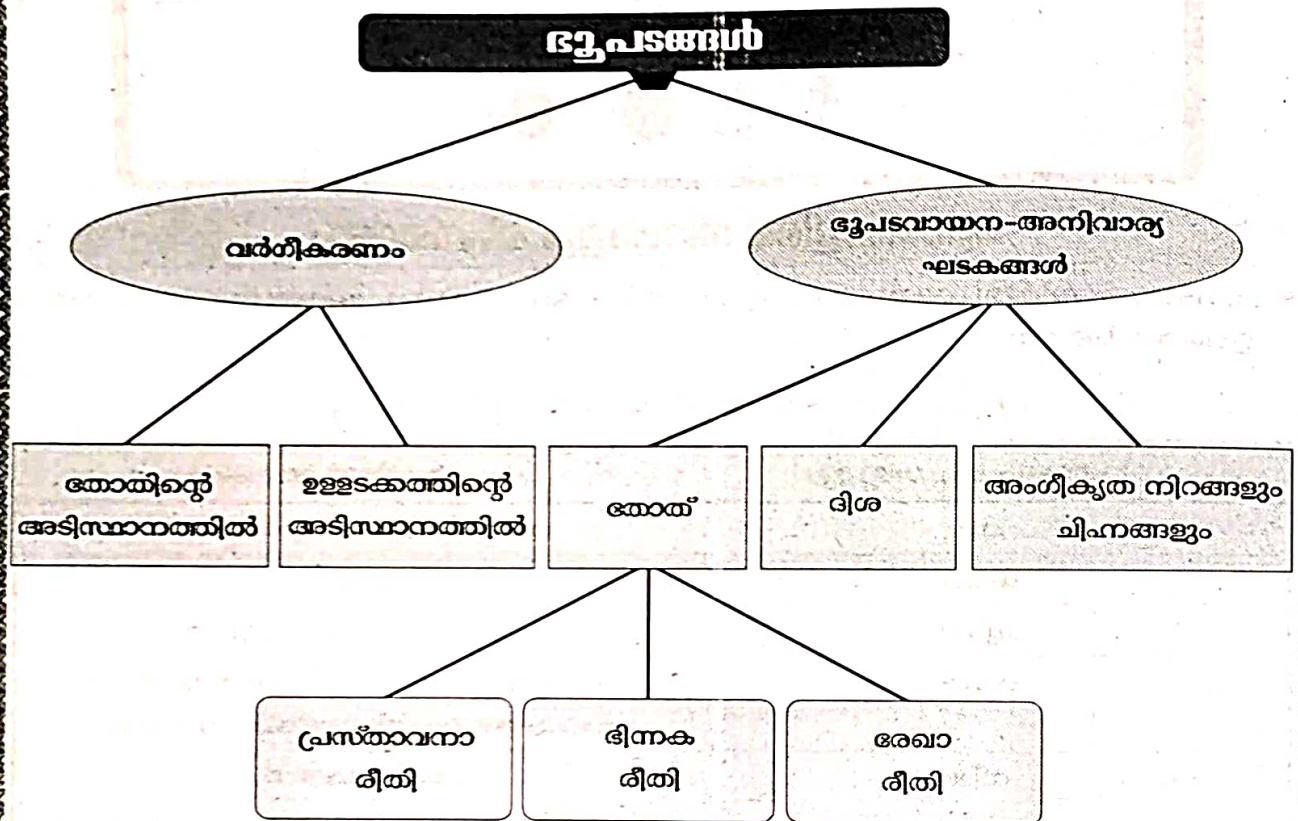 ഭൂപടങ്ങൾ
വർഗീകരണം
ഭൂപടവായന-അനിവാര്യ
ഘടകങ്ങൾ
തോതിന്റെ
അടിസ്ഥാനത്തിൽ
ഉള്ളടക്കത്തിന്റെ
അടിസ്ഥാനത്തിൽ
തോത്
ദിശ
അംഗീകൃത നിറങ്ങളും
ചിഹ്നങ്ങളും
പ്രസ്താവനാ
രീതി
ഭിന്നക
രീതി
രേഖാ
രീതി